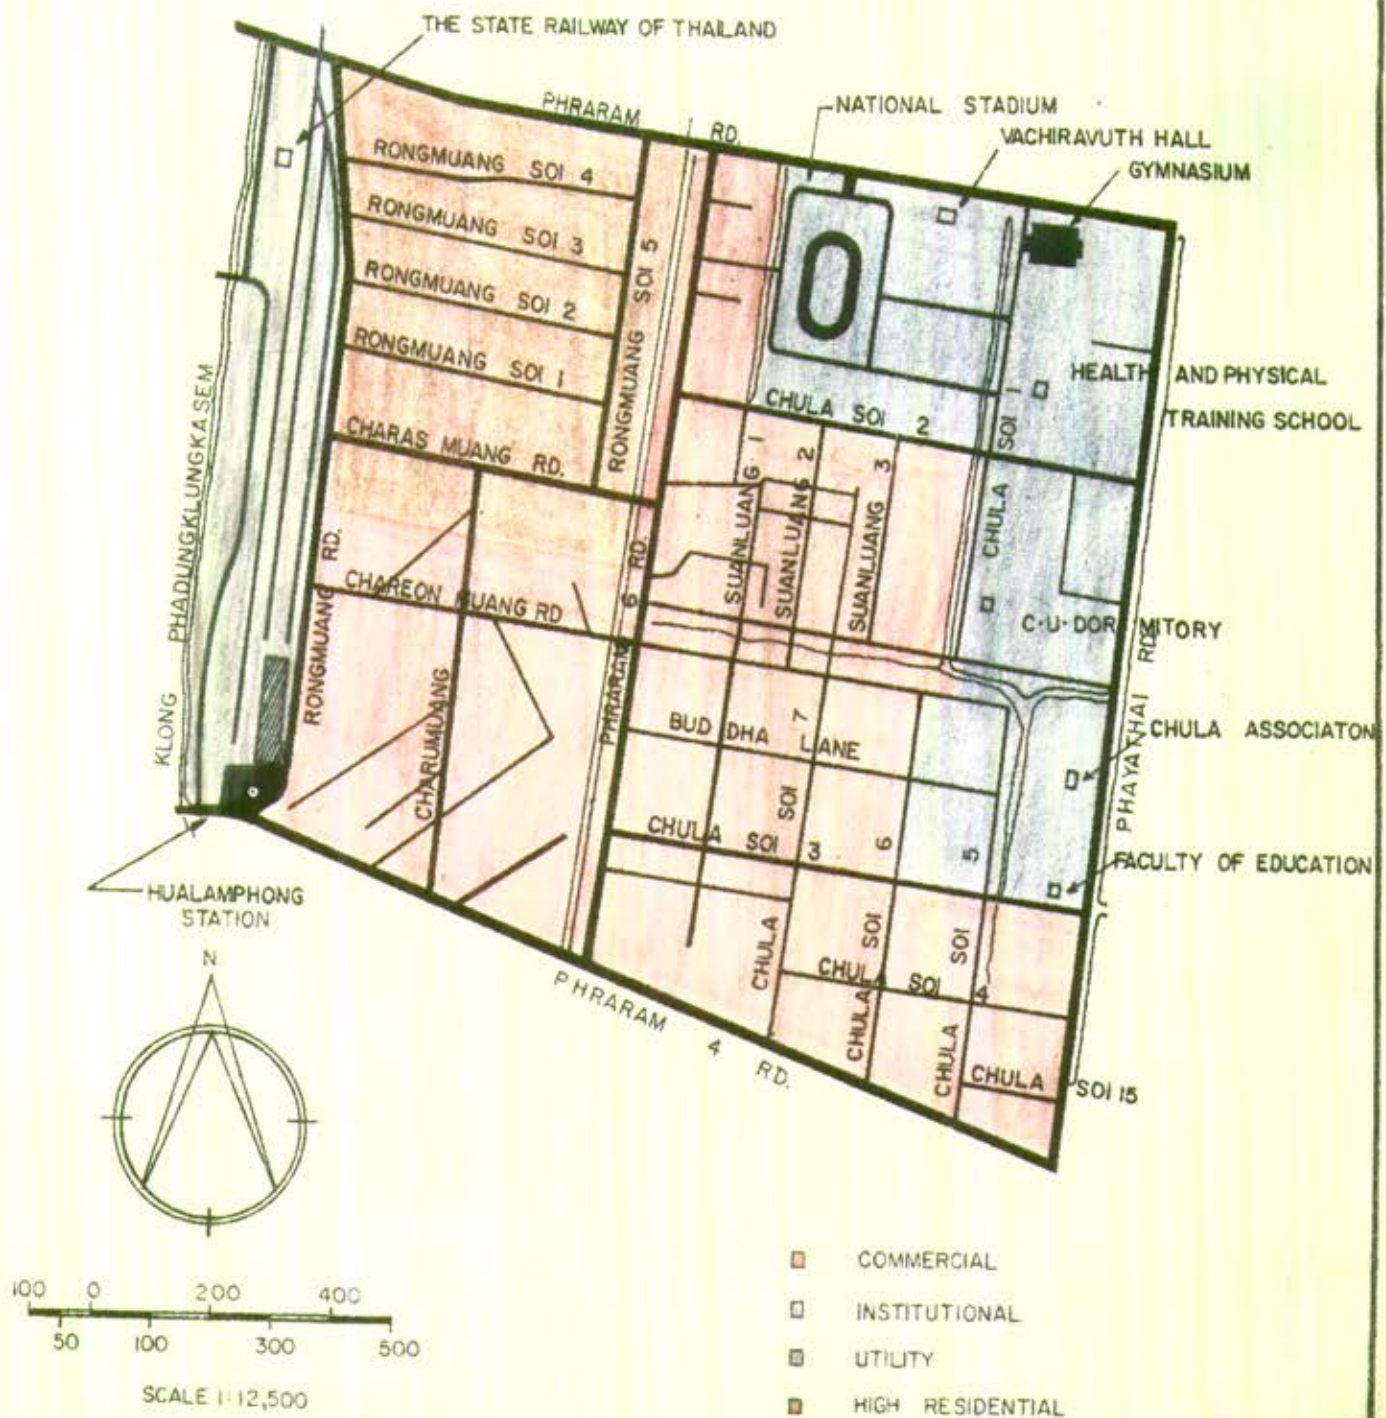 THE STATE RAILWAY OF THAILAND
PHRARAM 1 RD.
NATIONAL STADIUM
VACHIRAVUTH HALL
GYMNASIUM
RONGMUANG SOI 4
RONGMUANG SOI 3
RONGMUANG SOI 2
RONGMUANG SOI 1
RONGMUANG SOI 5
CHARAS MUANG RD.
CHULA SOI 2
CHULA SOI 1
HEALTH AND PHYSICAL
TRAINING SCHOOL
SUANLUANG 1
SUANLUANG 2
SUANLUANG 3
KLONG PHADUNGKLUNGKASEM
RONGMUANG RD.
CHAREON MUANG RD
PHRARAM 6 RD.
C·U·DORMITORY
PHAYATHAI RD.
CHARUMUANG
BUDDHA LANE
CHULA ASSOCIATON
CHULA SOI 3
CHULA SOI 7
CHULA SOI 6
CHULA SOI 5
FACULTY OF EDUCATION
HUALAMPHONG
STATION
CHULA SOI 4
PHRARAM 4 RD.
CHULA SOI 15
N
100 0 200 400
50 100 300 500
SCALE 1:12,500
COMMERCIAL
INSTITUTIONAL
UTILITY
HIGH RESIDENTIAL